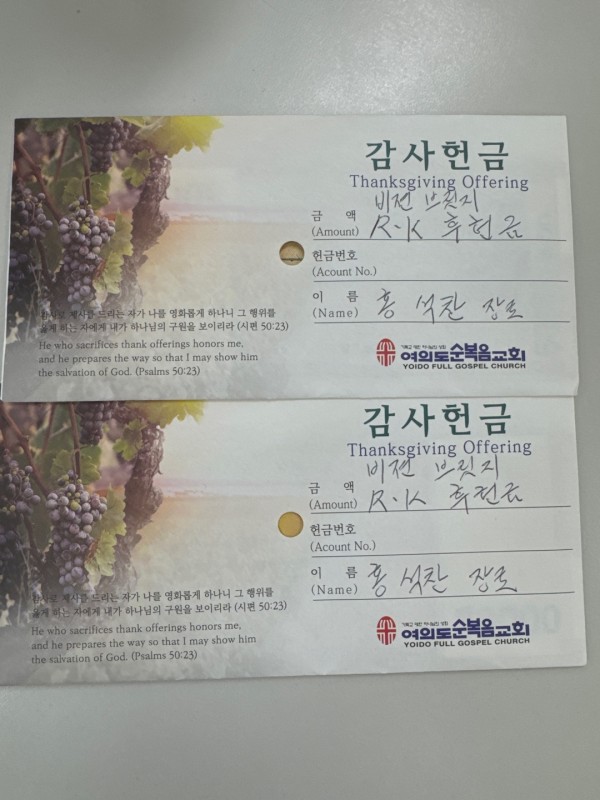 감사헌금
Thanksgiving Offering
비전 브릿지
금 액
(Amount) R.K 후헌금
헌금번호
(Acount No.)
이 름
(Name) 홍석찬 장로
감사로 제사를 드리는 자가 나를 영화롭게 하나니 그 행위를
옳게 하는 자에게 내가 하나님의 구원을 보이리라 (시편 50:23)
He who sacrifices thank offerings honors me,
and he prepares the way so that I may show him
the salvation of God. (Psalms 50:23)
여의도순복음교회
YOIDO FULL GOSPEL CHURCH
감사헌금
Thanksgiving Offering
비전 브릿지
금 액
(Amount) R.K 후헌금
헌금번호
(Acount No.)
이 름
(Name) 홍석찬 장로
감사로 제사를 드리는 자가 나를 영화롭게 하나니 그 행위를
옳게 하는 자에게 내가 하나님의 구원을 보이리라 (시편 50:23)
He who sacrifices thank offerings honors me,
and he prepares the way so that I may show him
the salvation of God. (Psalms 50:23)
여의도순복음교회
YOIDO FULL GOSPEL CHURCH